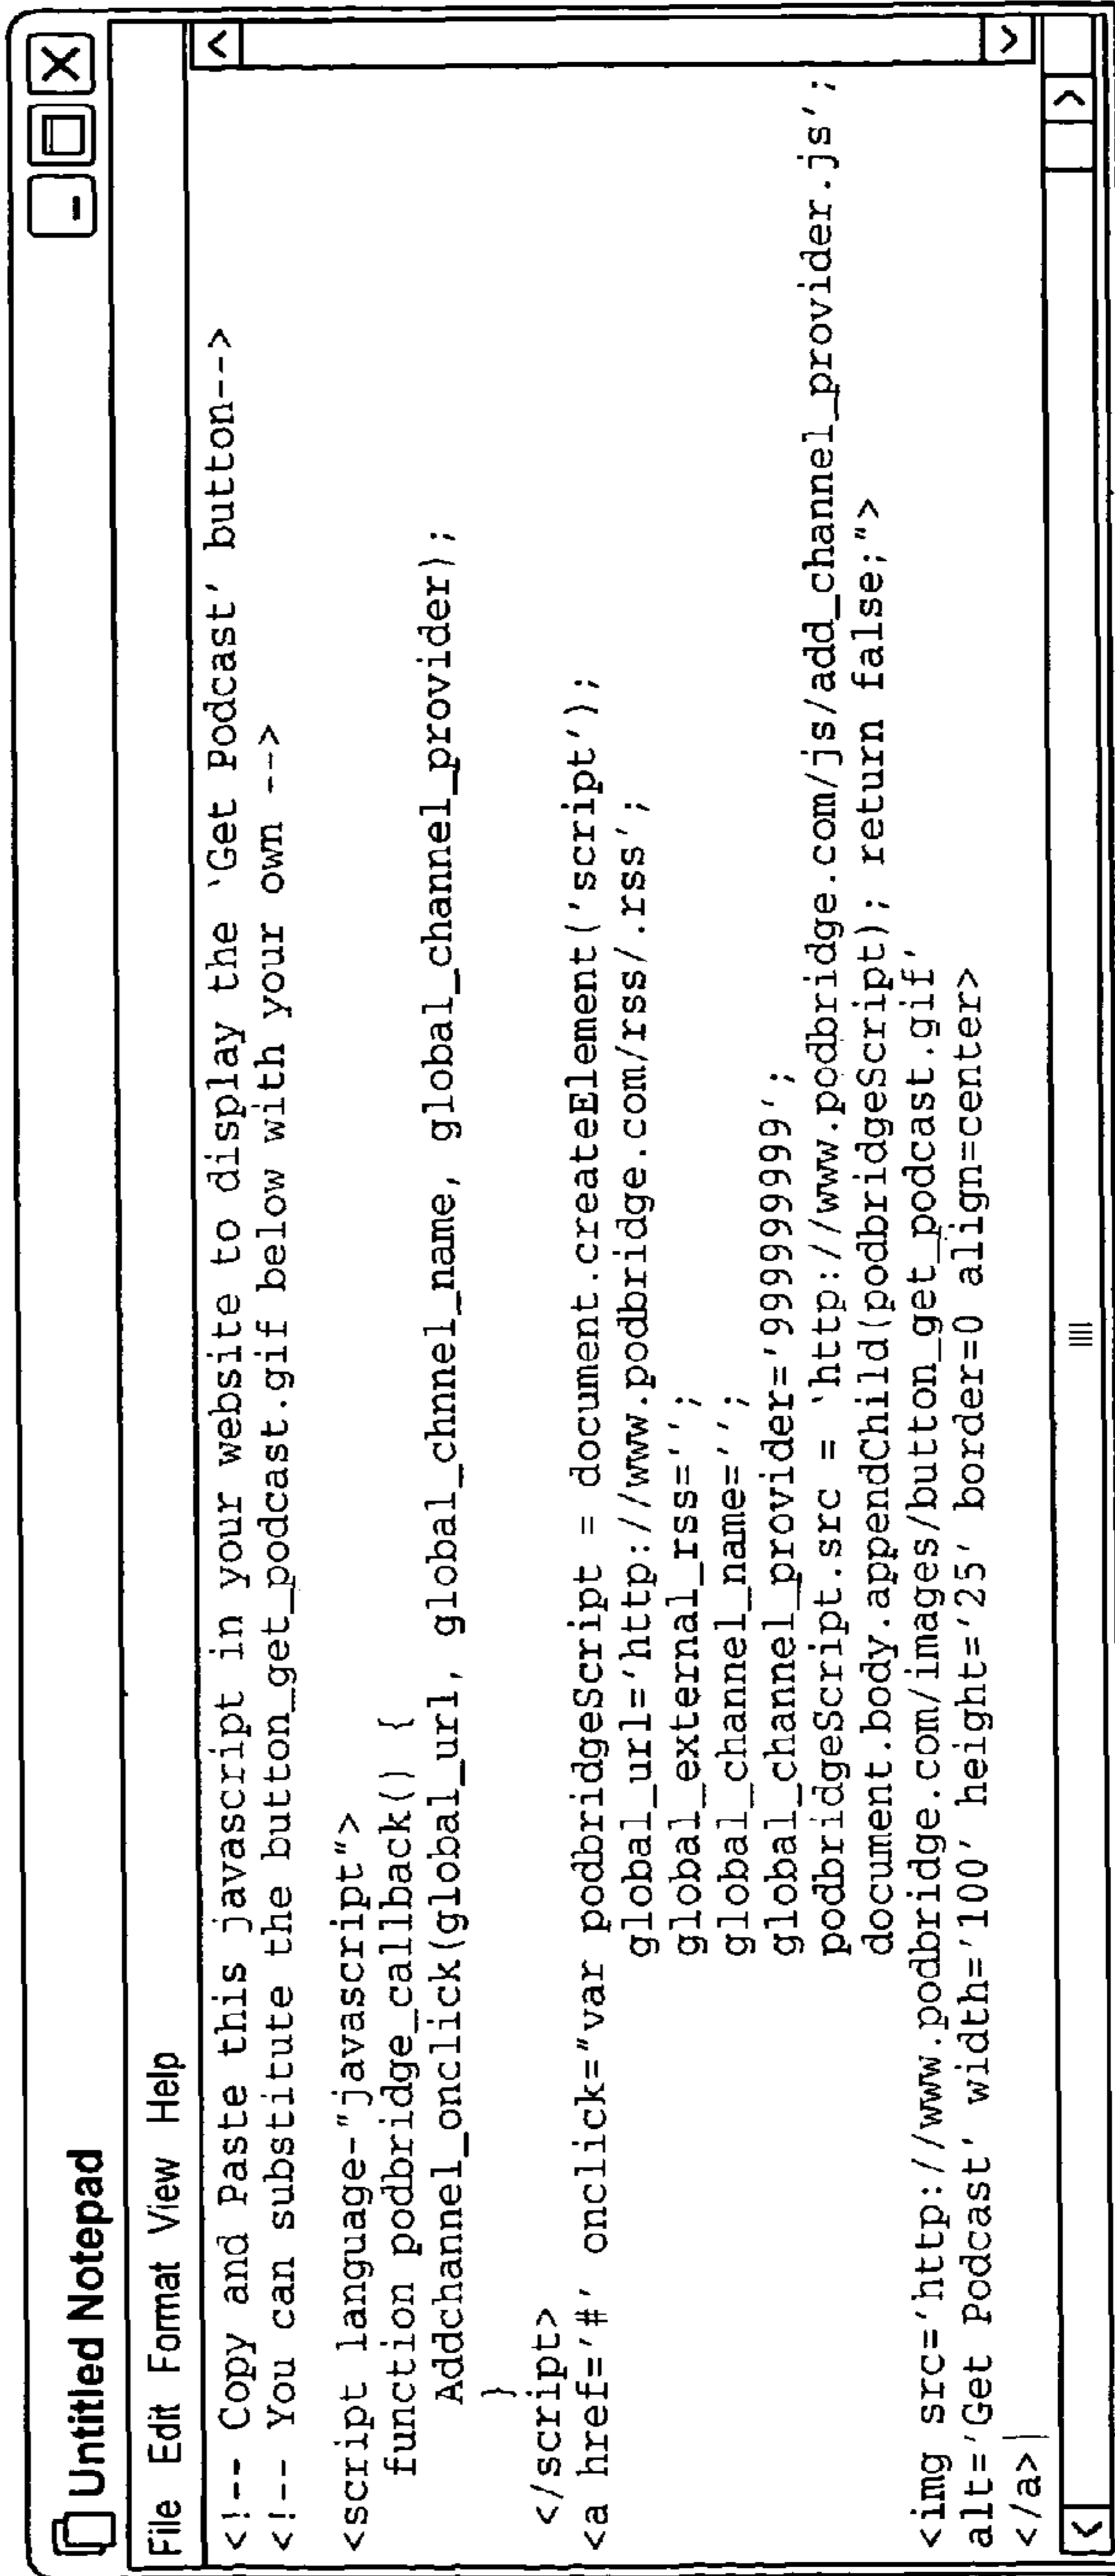 Untitled Notepad
File Edit Format View Help
<!-- Copy and Paste this javascript in your website to display the ‵Get Podcast′ button-->
<!-- You can substitute the button_get_podcast.gif below with your own -->
<script language-″javascript″>
function podbridge_callback() {
Addchannel_onclick(global_url, global_chnnel_name, global_channel_provider);
}
</script>
<a href=′#′ onclick=″var podbridgeScript = document.createElement(′script′);
global_url=′http://www.podbridge.com/rss/.rss′;
global_external_rss=′′;
global_channel_name=′′;
global_channel_provider=′999999999′;
podbridgeScript.src = ‵http://www.podbridge.com/js/add_channel_provider.js′;
document.body.appendChild(podbridgeScript); return false;″>
<img src=′http://www.podbridge.com/images/button_get_podcast.gif′
alt=′Get Podcast′ width=′100′ height=′25′ border=0 align=center>
</a>